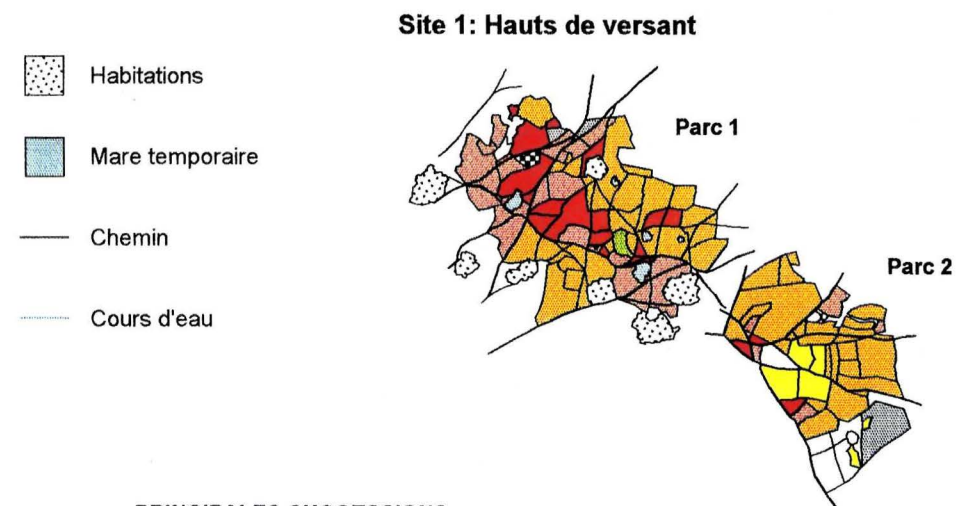 Site 1: Hauts de versant
Habitations
Mare temporaire
Chemin
Cours d'eau
Parc 1
Parc 2